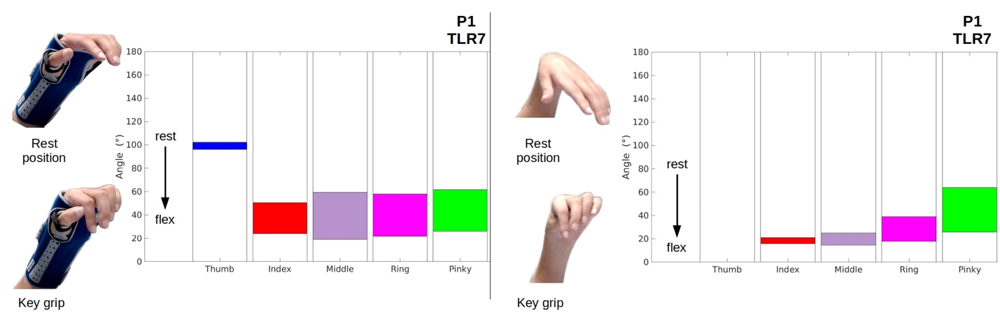 P1
TLR7
180
160
140
120
100
80
60
40
20
0
Angle (°)
rest
flex
Thumb Index Middle Ring Pinky
Rest
position
Key grip
P1
TLR7
180
160
140
120
100
80
60
40
20
0
Angle (°)
rest
flex
Thumb Index Middle Ring Pinky
Rest
position
Key grip